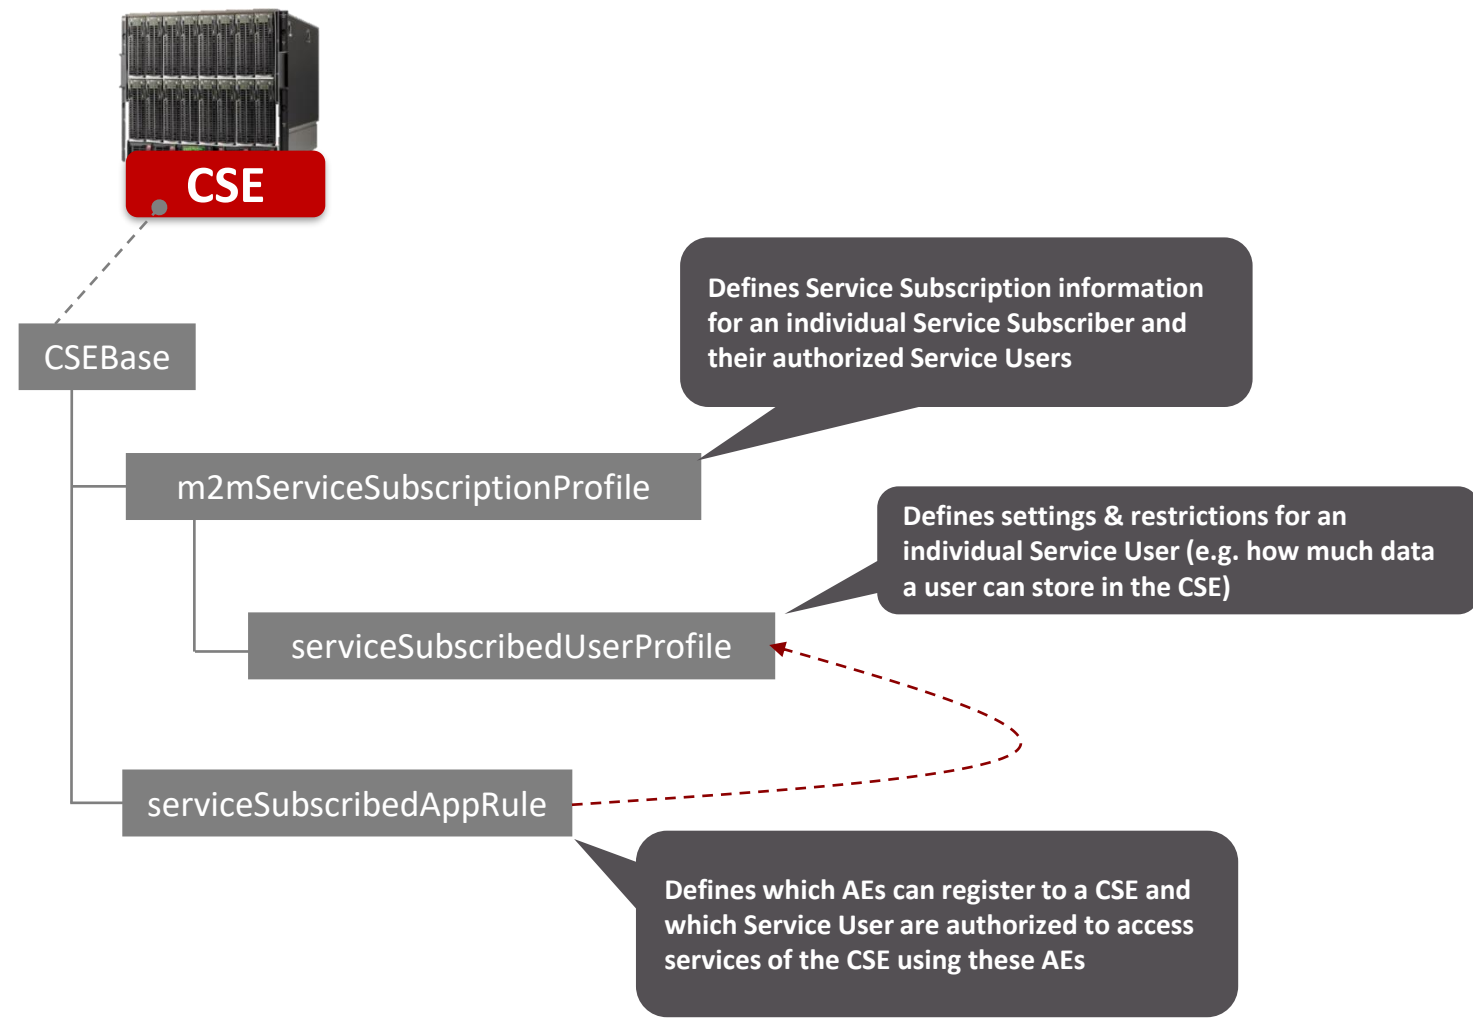 CSE
Defines Service Subscription information
for an individual Service Subscriber and
their authorized Service Users
CSEBase
m2mServiceSubscriptionProfile
Defines settings & restrictions for an
individual Service User (e.g. how much data
a user can store in the CSE)
serviceSubscribedUserProfile
serviceSubscribedAppRule
Defines which AEs can register to a CSE and
which Service User are authorized to access
services of the CSE using these AEs